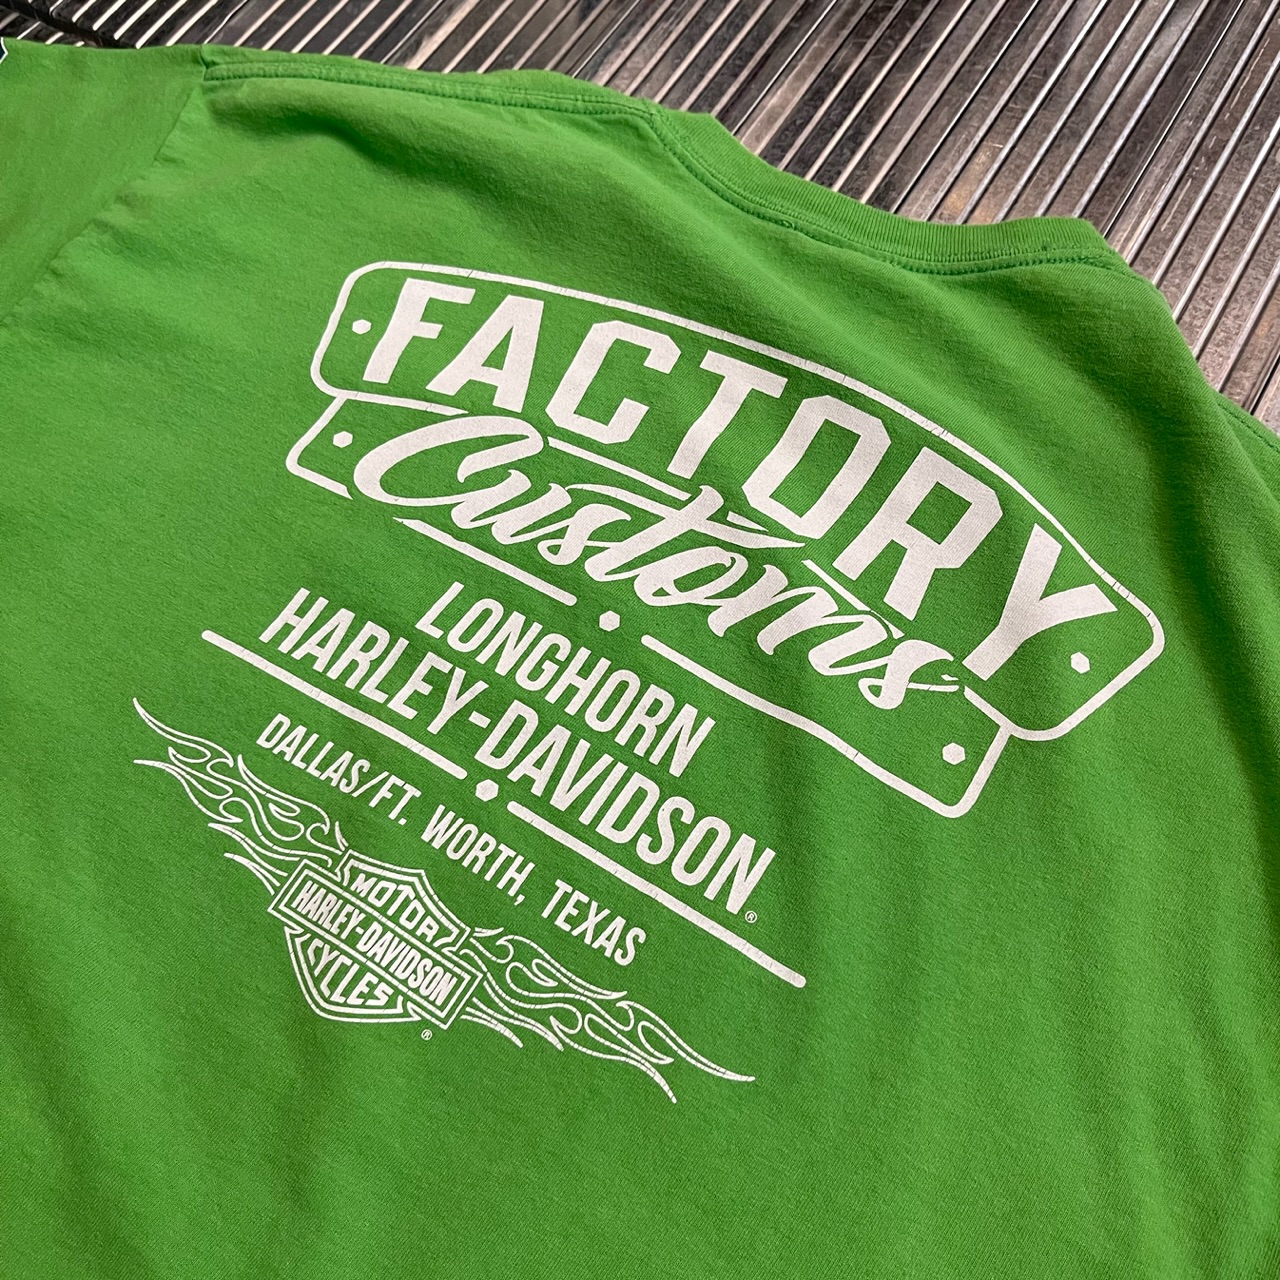 FACTORY
Customs
LONGHORN
HARLEY-DAVIDSON®
DALLAS/FT. WORTH, TEXAS
MOTOR
HARLEY-DAVIDSON
CYCLES
®